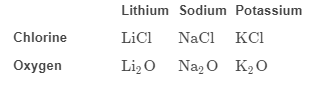 Lithium Sodium Potassium
Chlorine LiCl NaCl KCl
Oxygen Li₂O Na₂O K₂O